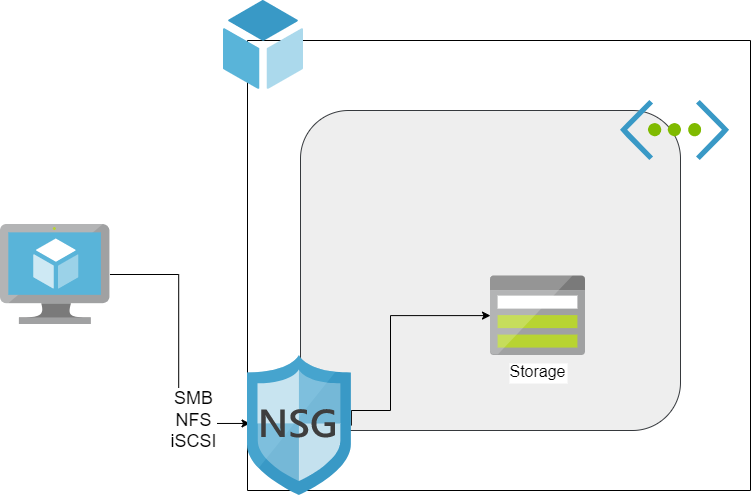 Storage
SMB
NFS
iSCSI
NSG